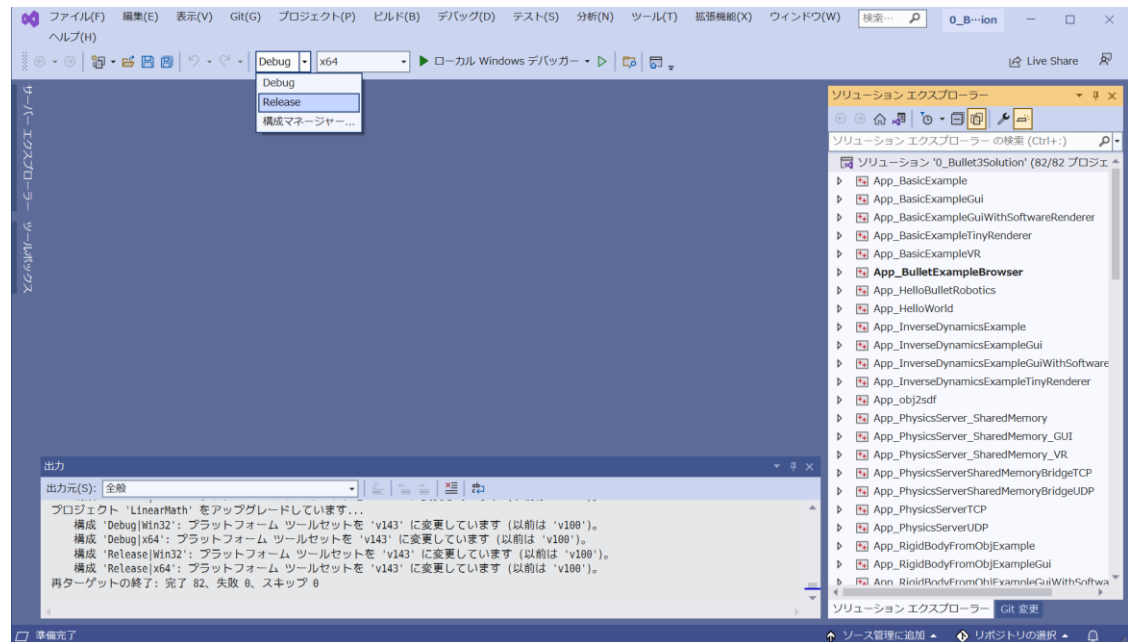 ファイル(F) 編集(E) 表示(V) Git(G) プロジェクト(P) ビルド(B) デバッグ(D) テスト(S) 分析(N) ツール(T) 拡張機能(X) ウィンドウ(W) 検索… 0_B…ion
ヘルプ(H)
Debug x64 ローカル Windows デバッガー Live Share
Debug
Release
構成マネージャー...
サーバー エクスプローラー
ツールボックス
ソリューション エクスプローラー
ソリューション エクスプローラー の検索 (Ctrl+:)
ソリューション '0_Bullet3Solution' (82/82 プロジェ
App_BasicExample
App_BasicExampleGui
App_BasicExampleGuiWithSoftwareRenderer
App_BasicExampleTinyRenderer
App_BasicExampleVR
App_BulletExampleBrowser
App_HelloBulletRobotics
App_HelloWorld
App_InverseDynamicsExample
App_InverseDynamicsExampleGui
App_InverseDynamicsExampleGuiWithSoftware
App_InverseDynamicsExampleTinyRenderer
App_obj2sdf
App_PhysicsServer_SharedMemory
App_PhysicsServer_SharedMemory_GUI
App_PhysicsServer_SharedMemory_VR
App_PhysicsServerSharedMemoryBridgeTCP
App_PhysicsServerSharedMemoryBridgeUDP
App_PhysicsServerTCP
App_PhysicsServerUDP
App_RigidBodyFromObjExample
App_RigidBodyFromObjExampleGui
App_RigidBodyFromObjExampleGuiWithSoftwa
ソリューション エクスプローラー Git 変更
出力
出力元(S): 全般
プロジェクト 'LinearMath' をアップグレードしています...
構成 'Debug|Win32': プラットフォーム ツールセットを 'v143' に変更しています (以前は 'v100')。
構成 'Debug|x64': プラットフォーム ツールセットを 'v143' に変更しています (以前は 'v100')。
構成 'Release|Win32': プラットフォーム ツールセットを 'v143' に変更しています (以前は 'v100')。
構成 'Release|x64': プラットフォーム ツールセットを 'v143' に変更しています (以前は 'v100')。
再ターゲットの終了: 完了 82、失敗 0、スキップ 0
準備完了 ソース管理に追加 リポジトリの選択